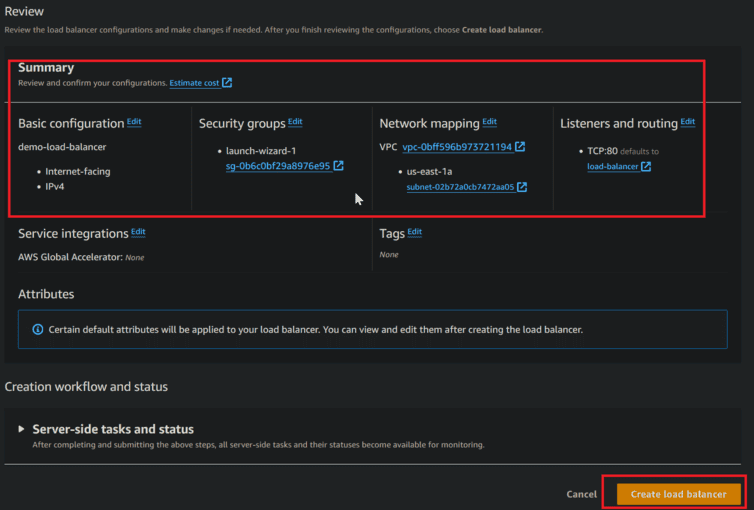 Review
Review the load balancer configurations and make changes if needed. After you finish reviewing the configurations, choose Create load balancer.
Summary
Review and confirm your configurations. Estimate cost
Basic configuration Edit
demo-load-balancer
• Internet-facing
• IPv4
Security groups Edit
• launch-wizard-1
sg-0b6c0bf29a8976e95
Network mapping Edit
VPC vpc-0bff596b973721194
• us-east-1a
subnet-02b72a0cb7472aa05
Listeners and routing Edit
• TCP:80 defaults to
load-balancer
Service integrations Edit
AWS Global Accelerator: None
Tags Edit
None
Attributes
Certain default attributes will be applied to your load balancer. You can view and edit them after creating the load balancer.
Creation workflow and status
Server-side tasks and status
After completing and submitting the above steps, all server-side tasks and their statuses become available for monitoring.
Cancel
Create load balancer